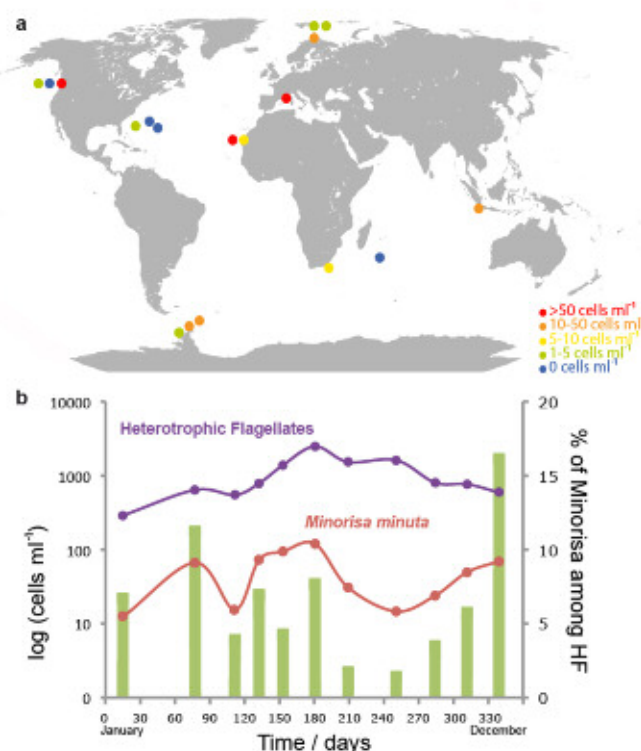 a
>50 cells ml⁻¹
10-50 cells ml
5-10 cells ml⁻¹
1-5 cells ml⁻¹
0 cells ml⁻¹
b
10000
1000
100
10
0
log (cells ml⁻¹)
Heterotrophic Flagellates
Minorisa minuta
20
15
10
5
0
% of Minorisa among HF
0 30 60 90 120 150 180 210 240 270 300 330
January December
Time / days